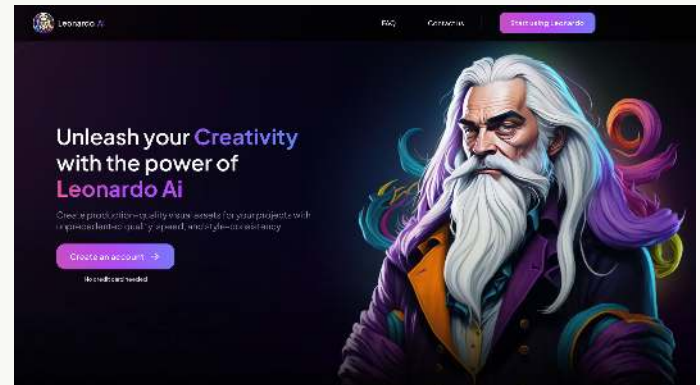 Leonardo Ai
FAQ
Contact us
Start using Leonardo
Unleash your Creativity
with the power of
Leonardo Ai
Create production-quality visual assets for your projects with
unprecedented quality, speed, and style-consistency
Create an account →
No credit card needed